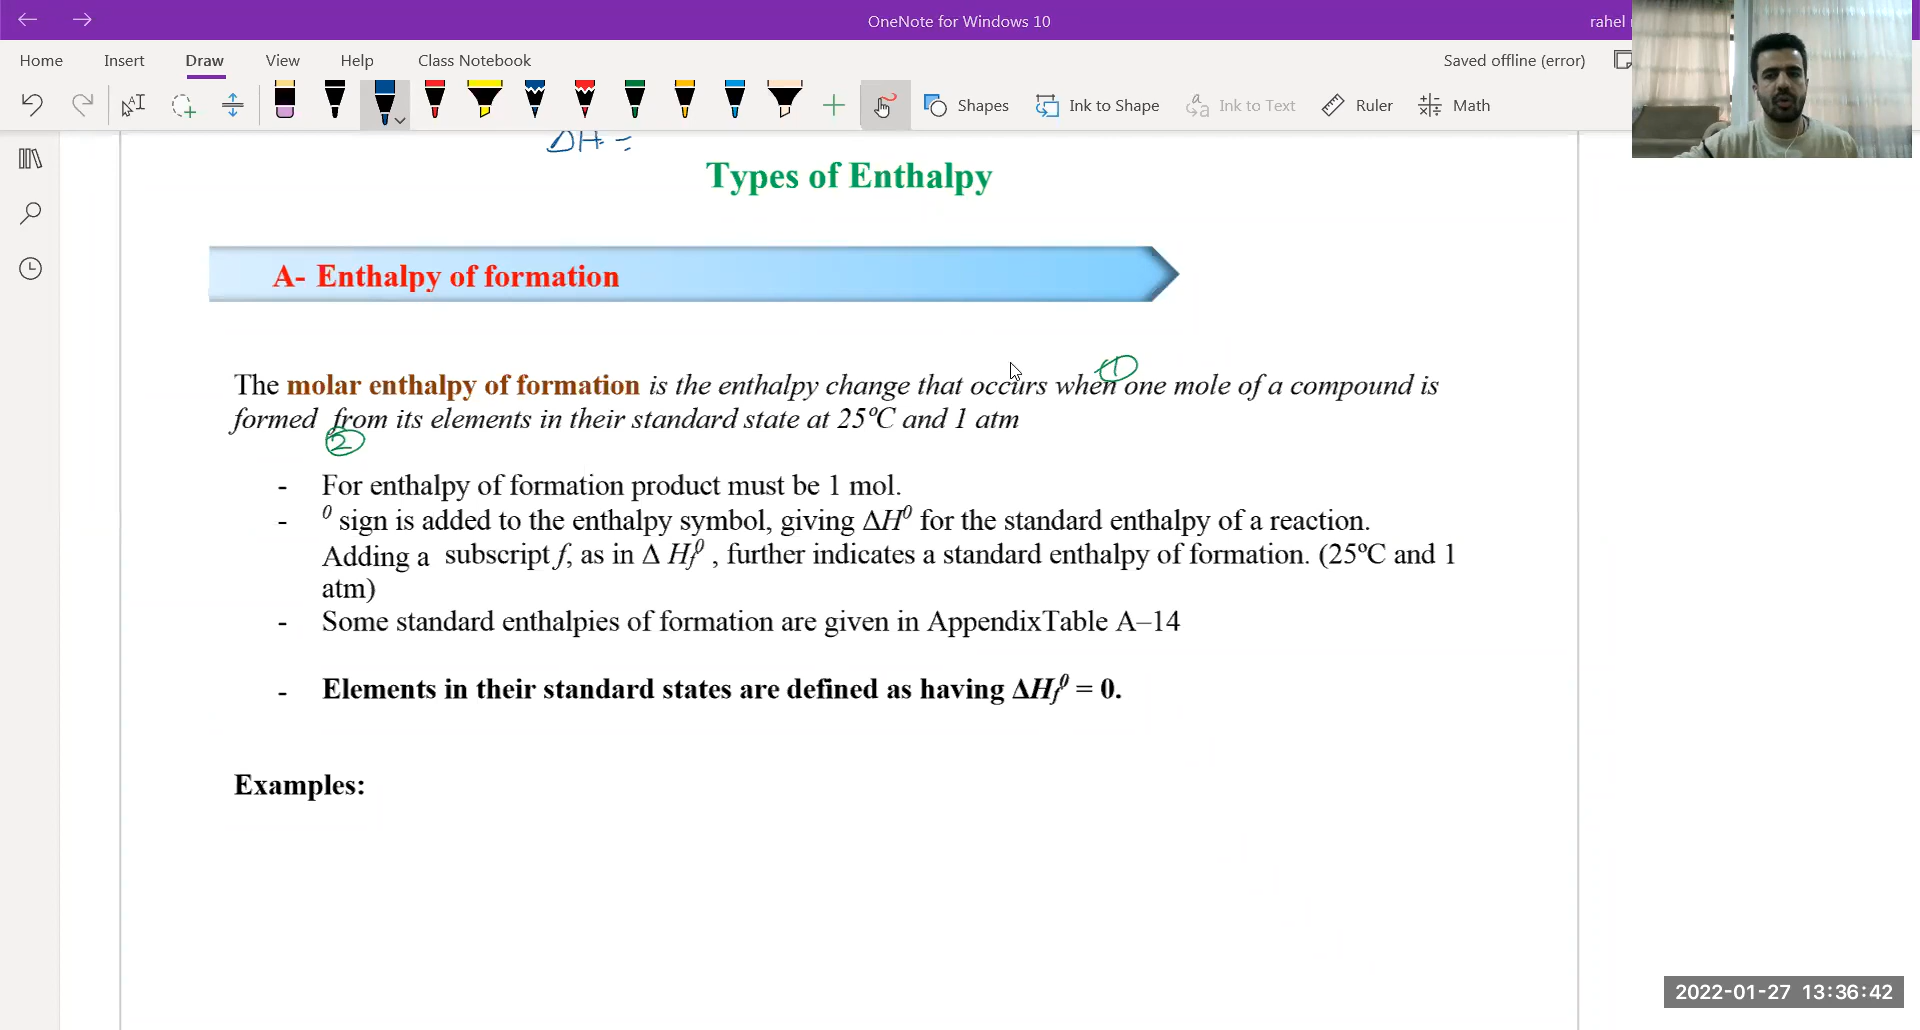 OneNote for Windows 10
rahel
Home Insert Draw View Help Class Notebook
Saved offline (error)
Shapes Ink to Shape Ink to Text Ruler Math
ΔH =
Types of Enthalpy
A- Enthalpy of formation
1
The molar enthalpy of formation is the enthalpy change that occurs when one mole of a compound is
formed from its elements in their standard state at 25ºC and 1 atm
2
- For enthalpy of formation product must be 1 mol.
- ⁰ sign is added to the enthalpy symbol, giving ΔH⁰ for the standard enthalpy of a reaction.
Adding a subscript f, as in Δ Hf⁰ , further indicates a standard enthalpy of formation. (25ºC and 1
atm)
- Some standard enthalpies of formation are given in AppendixTable A–14
- Elements in their standard states are defined as having ΔHf⁰ = 0.
Examples:
2022-01-27 13:36:42